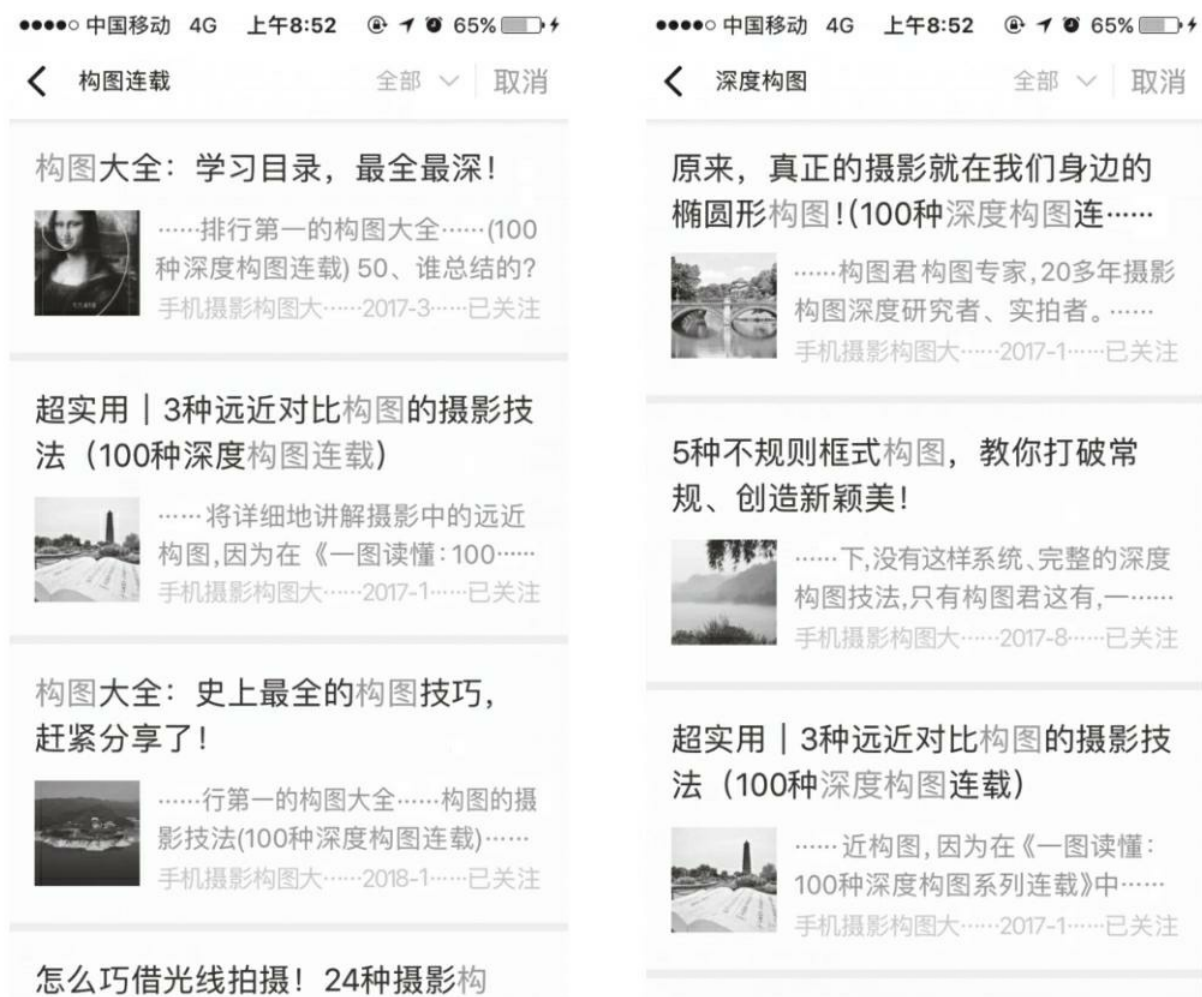 中国移动 4G 上午8:52 65%
构图连载 全部 取消
构图大全：学习目录，最全最深！
……排行第一的构图大全……(100
种深度构图连载) 50、谁总结的?
手机摄影构图大……2017-3……已关注
超实用｜3种远近对比构图的摄影技
法（100种深度构图连载）
……将详细地讲解摄影中的远近
构图,因为在《一图读懂：100……
手机摄影构图大……2017-1……已关注
构图大全：史上最全的构图技巧，
赶紧分享了！
……行第一的构图大全……构图的摄
影技法(100种深度构图连载)……
手机摄影构图大……2018-1……已关注
怎么巧借光线拍摄！24种摄影构
中国移动 4G 上午8:52 65%
深度构图 全部 取消
原来，真正的摄影就在我们身边的
椭圆形构图!(100种深度构图连……
……构图君构图专家,20多年摄影
构图深度研究者、实拍者。……
手机摄影构图大……2017-1……已关注
5种不规则框式构图，教你打破常
规、创造新颖美！
……下,没有这样系统、完整的深度
构图技法,只有构图君这有,一……
手机摄影构图大……2017-8……已关注
超实用｜3种远近对比构图的摄影技
法（100种深度构图连载）
……近构图,因为在《一图读懂：
100种深度构图系列连载》中……
手机摄影构图大……2017-1……已关注